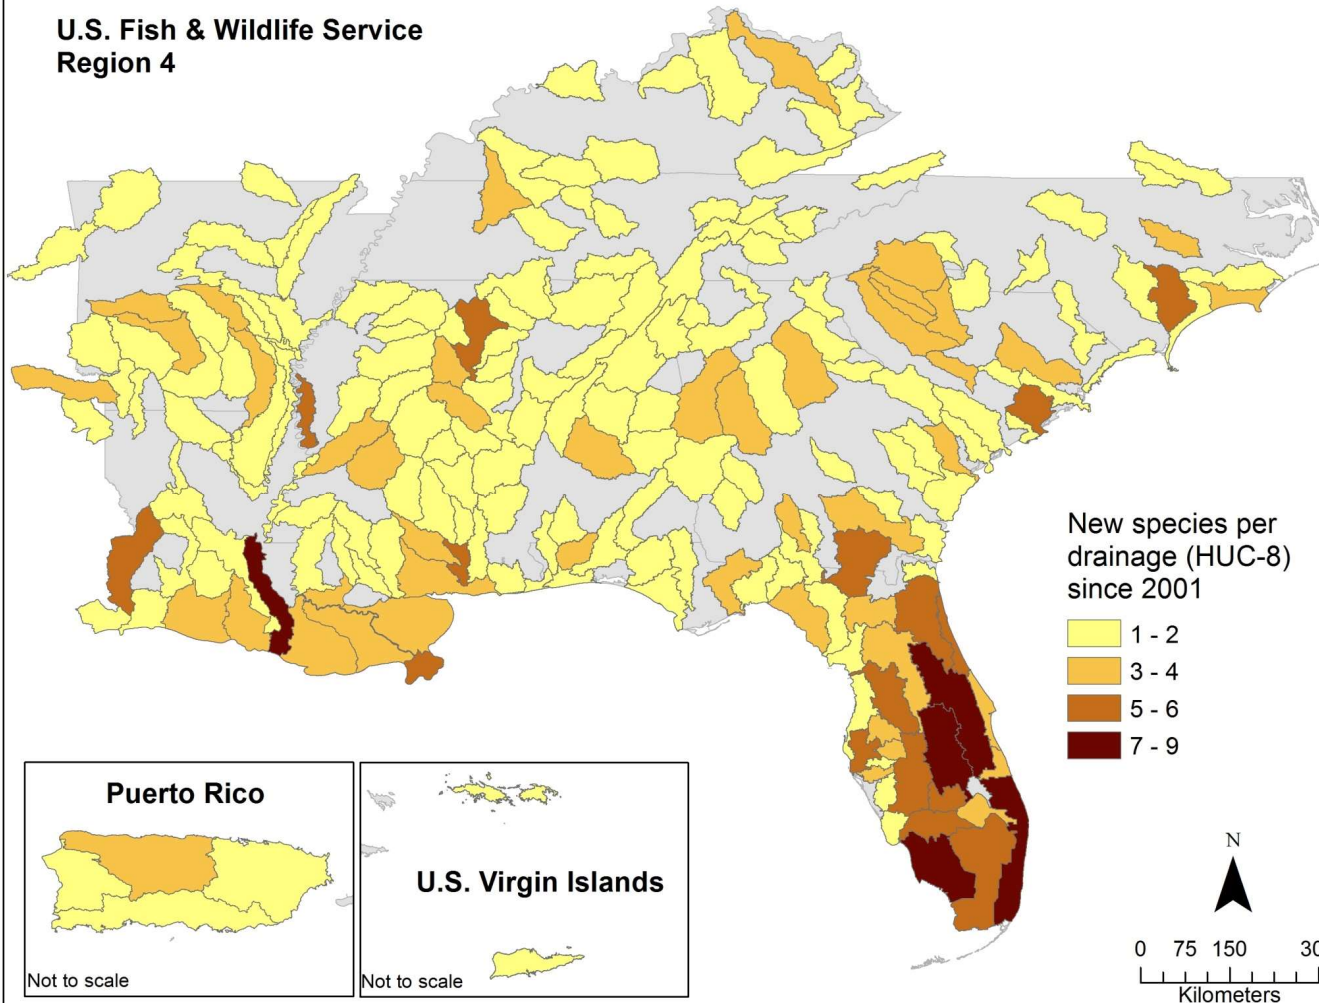 U.S. Fish & Wildlife Service
Region 4
New species per
drainage (HUC-8)
since 2001
1 - 2
3 - 4
5 - 6
7 - 9
Puerto Rico
Not to scale
U.S. Virgin Islands
Not to scale
N
0 75 150 30
Kilometers